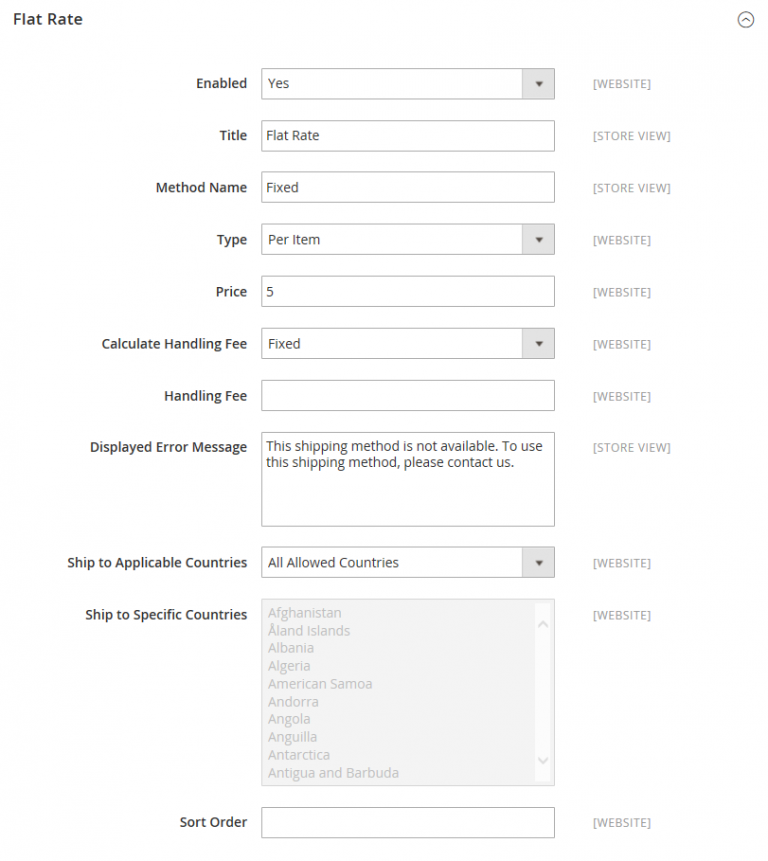 Flat Rate
Enabled Yes [WEBSITE]
Title Flat Rate [STORE VIEW]
Method Name Fixed [STORE VIEW]
Type Per Item [WEBSITE]
Price 5 [WEBSITE]
Calculate Handling Fee Fixed [WEBSITE]
Handling Fee [WEBSITE]
Displayed Error Message This shipping method is not available. To use [STORE VIEW]
this shipping method, please contact us.
Ship to Applicable Countries All Allowed Countries [WEBSITE]
Ship to Specific Countries Afghanistan [WEBSITE]
Åland Islands
Albania
Algeria
American Samoa
Andorra
Angola
Anguilla
Antarctica
Antigua and Barbuda
Sort Order [WEBSITE]